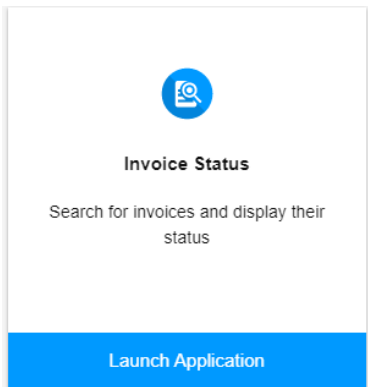 Invoice Status
Search for invoices and display their
status
Launch Application